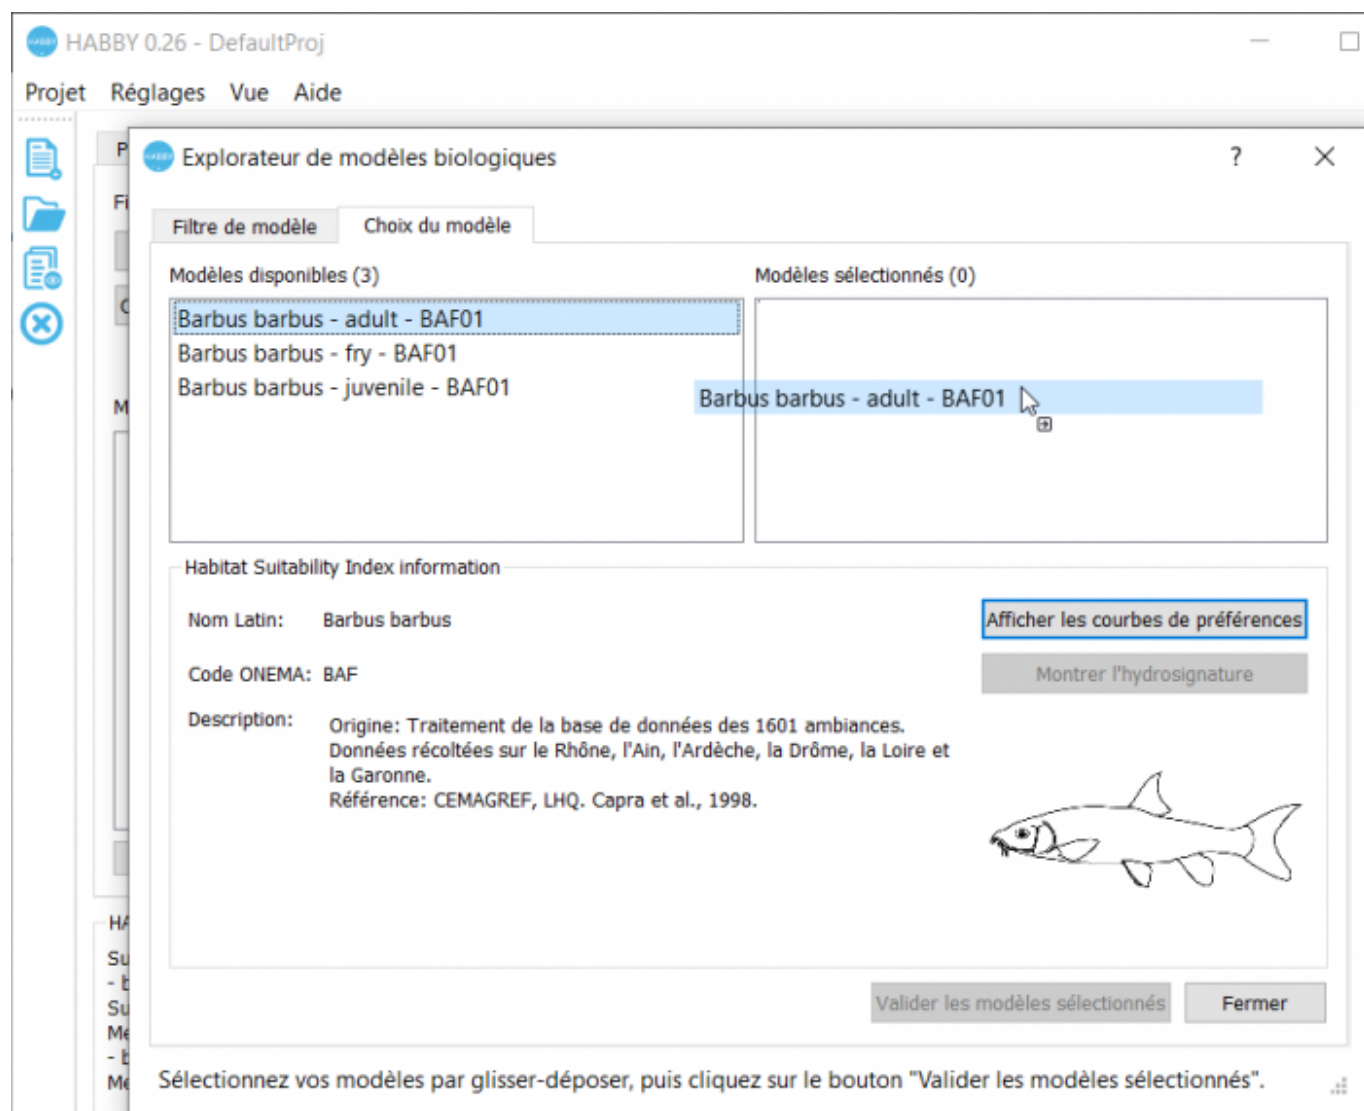 HABBY 0.26 - DefaultProj
Projet Réglages Vue Aide
Explorateur de modèles biologiques
Filtre de modèle Choix du modèle
Modèles disponibles (3) Modèles sélectionnés (0)
Barbus barbus - adult - BAF01
Barbus barbus - fry - BAF01
Barbus barbus - juvenile - BAF01
Barbus barbus - adult - BAF01
Habitat Suitability Index information
Nom Latin: Barbus barbus
Afficher les courbes de préférences
Code ONEMA: BAF
Montrer l'hydrosignature
Description: Origine: Traitement de la base de données des 1601 ambiances.
Données récoltées sur le Rhône, l'Ain, l'Ardèche, la Drôme, la Loire et
la Garonne.
Référence: CEMAGREF, LHQ. Capra et al., 1998.
Valider les modèles sélectionnés Fermer
Sélectionnez vos modèles par glisser-déposer, puis cliquez sur le bouton "Valider les modèles sélectionnés".